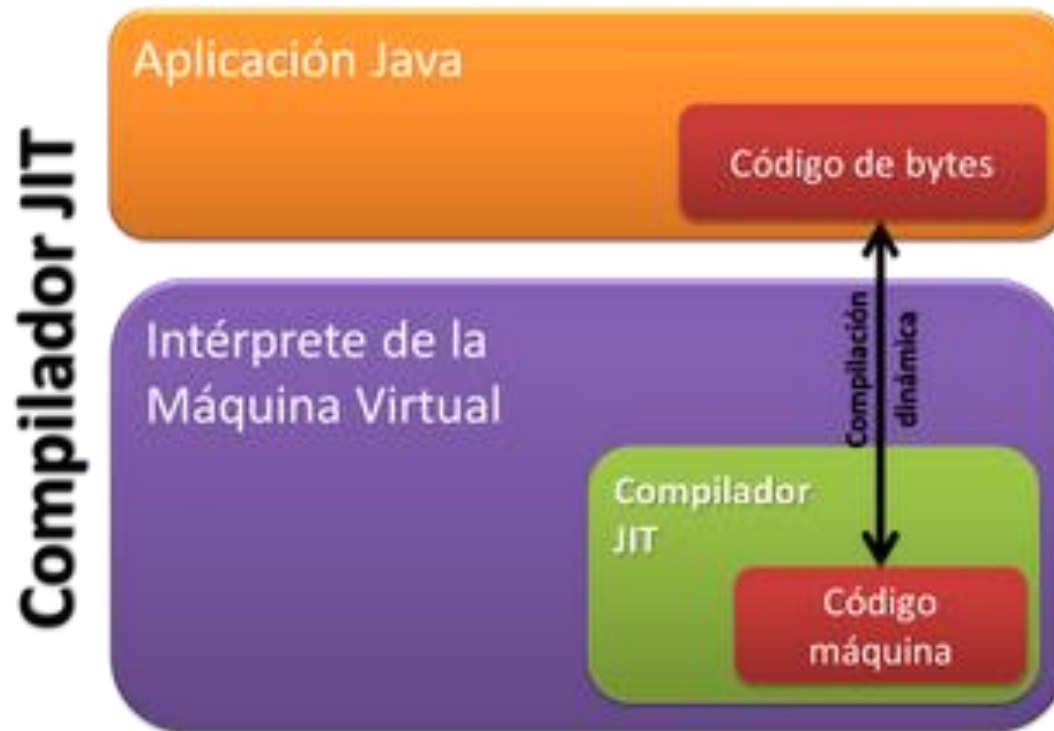 Compilador JIT
Aplicación Java
Código de bytes
Compilación
dinámica
Intérprete de la
Máquina Virtual
Compilador
JIT
Código
máquina